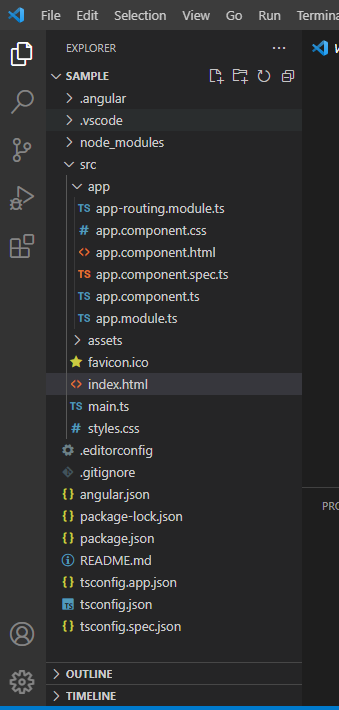 File Edit Selection View Go Run Termina
EXPLORER
SAMPLE
.angular
.vscode
node_modules
src
app
TS app-routing.module.ts
# app.component.css
<> app.component.html
TS app.component.spec.ts
TS app.component.ts
TS app.module.ts
assets
favicon.ico
<> index.html
TS main.ts
# styles.css
.editorconfig
.gitignore
{} angular.json
{} package-lock.json
{} package.json
README.md
{} tsconfig.app.json
TS tsconfig.json
{} tsconfig.spec.json
PRO
OUTLINE
TIMELINE